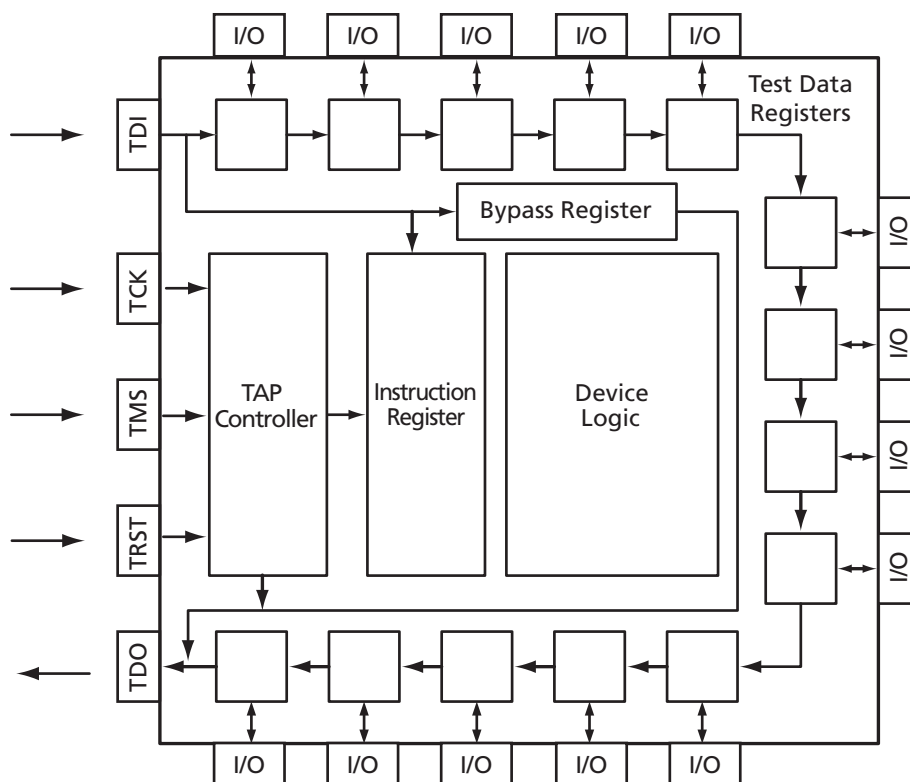 I/O
I/O
I/O
I/O
I/O
Test Data
Registers
TDI
Bypass Register
I/O
TCK
I/O
TAP
Controller
Instruction
Register
Device
Logic
TMS
I/O
TRST
I/O
TDO
I/O
I/O
I/O
I/O
I/O